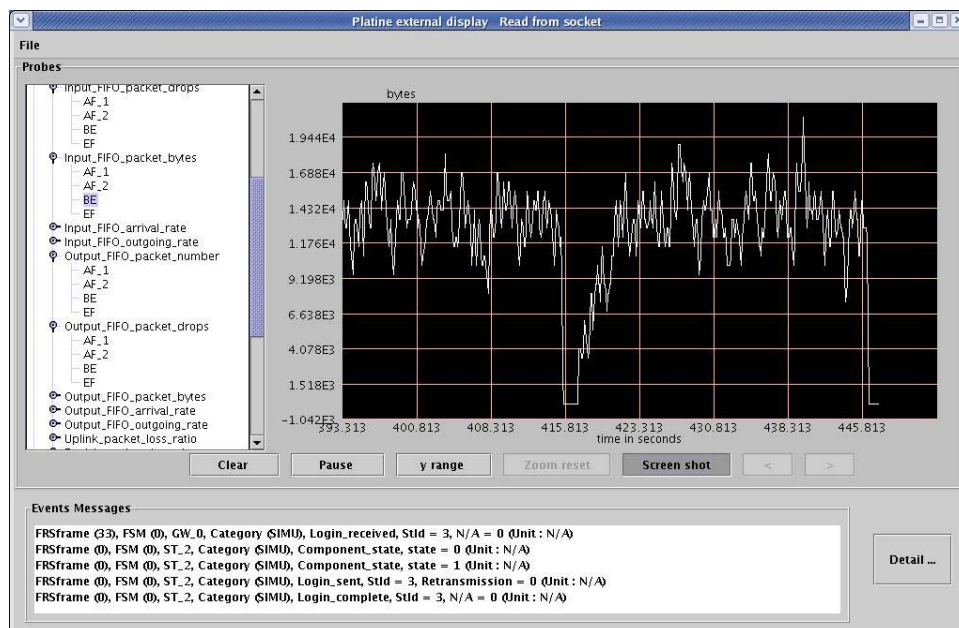 Platine external display   Read from socket
File
Probes
Input_FIFO_packet_drops
AF_1
AF_2
BE
EF
Input_FIFO_packet_bytes
AF_1
AF_2
BE
EF
Input_FIFO_arrival_rate
Input_FIFO_outgoing_rate
Output_FIFO_packet_number
AF_1
AF_2
BE
EF
Output_FIFO_packet_drops
AF_1
AF_2
BE
EF
Output_FIFO_packet_bytes
Output_FIFO_arrival_rate
Output_FIFO_outgoing_rate
Uplink_packet_loss_ratio
bytes
1.944E4
1.688E4
1.432E4
1.176E4
9.198E3
6.638E3
4.078E3
1.518E3
-1.042E3
393.313 400.813 408.313 415.813 423.313 430.813 438.313 445.813
time in seconds
Clear Pause y range Zoom reset Screen shot < >
Events Messages
FRSframe (33), FSM (0), GW_0, Category (SIMU), Login_received, StId = 3, N/A = 0 (Unit : N/A)
FRSframe (0), FSM (0), ST_2, Category (SIMU), Component_state, state = 0 (Unit : N/A)
FRSframe (0), FSM (0), ST_2, Category (SIMU), Component_state, state = 1 (Unit : N/A)
FRSframe (0), FSM (0), ST_2, Category (SIMU), Login_sent, StId = 3, Retransmission = 0 (Unit : N/A)
FRSframe (0), FSM (0), ST_2, Category (SIMU), Login_complete, StId = 3, N/A = 0 (Unit : N/A)
Detail ...